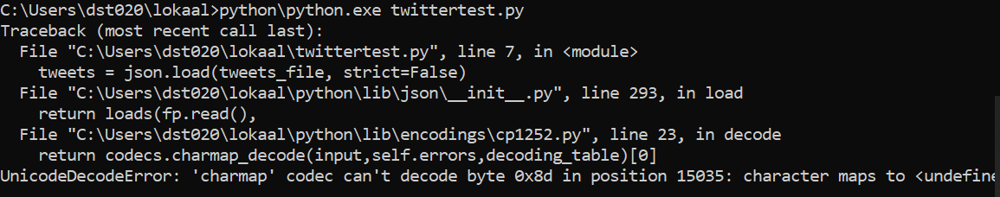 C:\Users\dst020\lokaal>python\python.exe twittertest.py
Traceback (most recent call last):
  File "C:\Users\dst020\lokaal\twittertest.py", line 7, in <module>
    tweets = json.load(tweets_file, strict=False)
  File "C:\Users\dst020\lokaal\python\lib\json\__init__.py", line 293, in load
    return loads(fp.read(),
  File "C:\Users\dst020\lokaal\python\lib\encodings\cp1252.py", line 23, in decode
    return codecs.charmap_decode(input,self.errors,decoding_table)[0]
UnicodeDecodeError: 'charmap' codec can't decode byte 0x8d in position 15035: character maps to <undefine